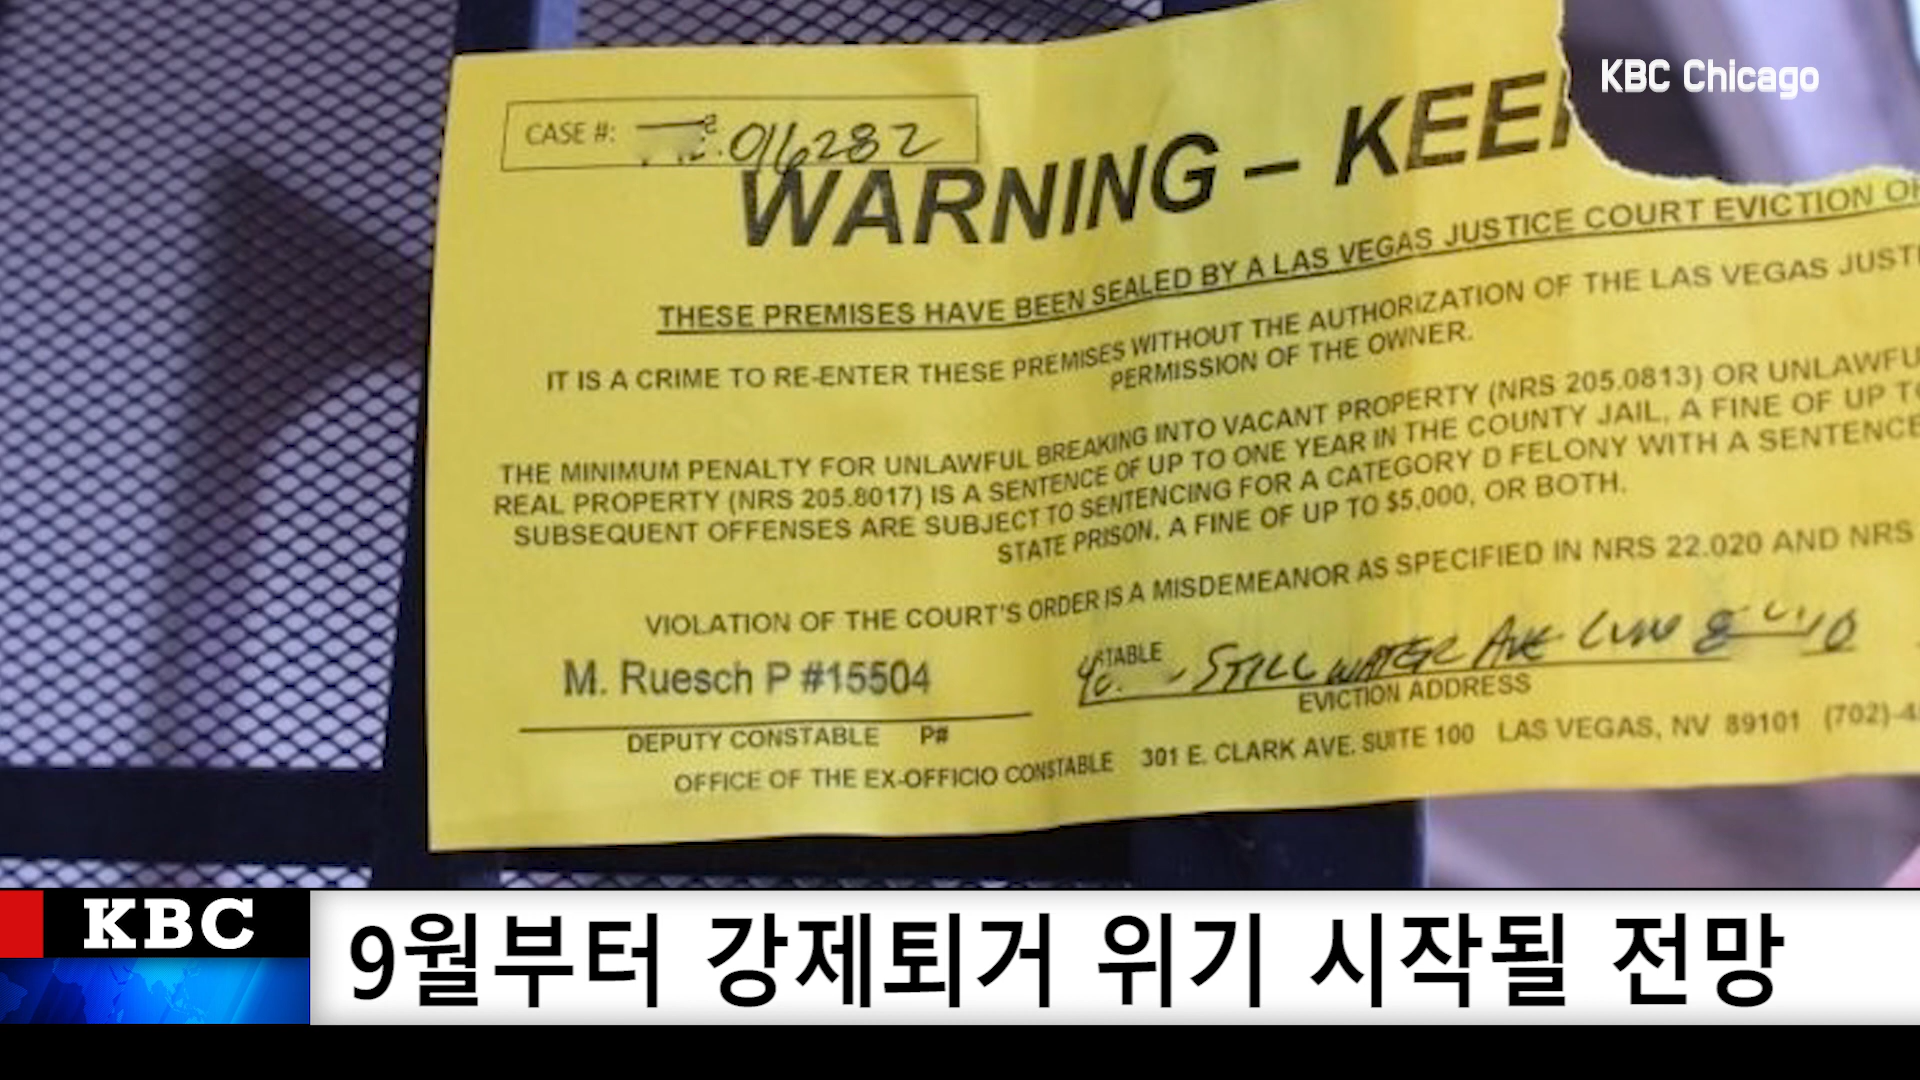 KBC Chicago
CASE #: 016282
WARNING – KEE
THESE PREMISES HAVE BEEN SEALED BY A LAS VEGAS JUSTICE COURT EVICTION
IT IS A CRIME TO RE-ENTER THESE PREMISES WITHOUT THE AUTHORIZATION OF THE LAS VEGAS
PERMISSION OF THE OWNER.
THE MINIMUM PENALTY FOR UNLAWFUL BREAKING INTO VACANT PROPERTY (NRS 205.0813) OR
REAL PROPERTY (NRS 205.8017) IS A SENTENCE OF UP TO ONE YEAR IN THE COUNTY JAIL, A FINE OF UP
SUBSEQUENT OFFENSES ARE SUBJECT TO SENTENCING FOR A CATEGORY D FELONY WITH A SENTENCE
STATE PRISON, A FINE OF UP TO $5,000, OR BOTH.
VIOLATION OF THE COURT'S ORDER IS A MISDEMEANOR AS SPECIFIED IN NRS 22.020 AND NRS
M. Ruesch P #15504
STILLWATER AVE
DEPUTY CONSTABLE P#
EVICTION ADDRESS
OFFICE OF THE EX-OFFICIO CONSTABLE 301 E. CLARK AVE. SUITE 100 LAS VEGAS, NV 89101 (702)-4
KBC
9월부터 강제퇴거 위기 시작될 전망